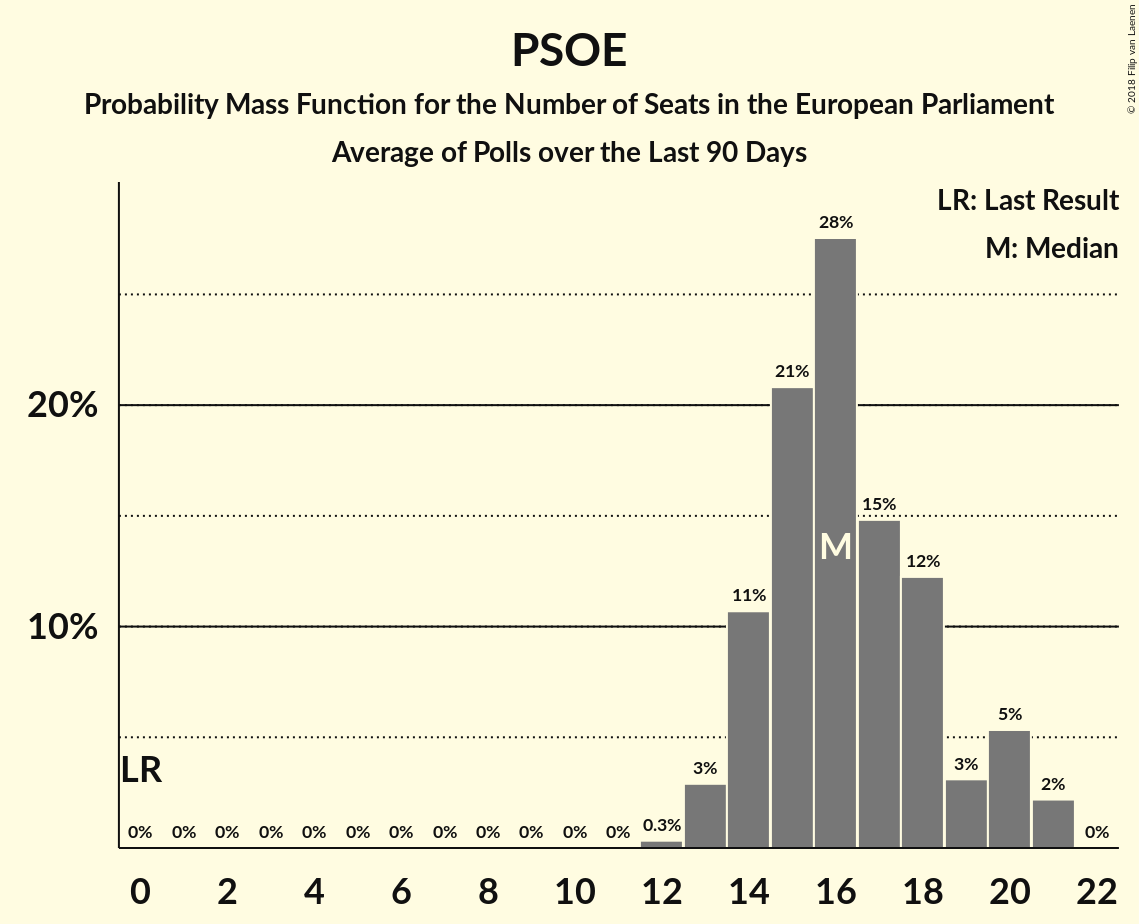 PSOE
Probability Mass Function for the Number of Seats in the European Parliament
Average of Polls over the Last 90 Days
© 2018 Filip van Laenen
LR: Last Result
M: Median
28%
21%
20%
15%
M
12%
11%
10%
5%
LR
3%
3%
2%
0% 0% 0% 0% 0% 0% 0% 0% 0% 0% 0% 0% 0.3% 0%
0 2 4 6 8 10 12 14 16 18 20 22